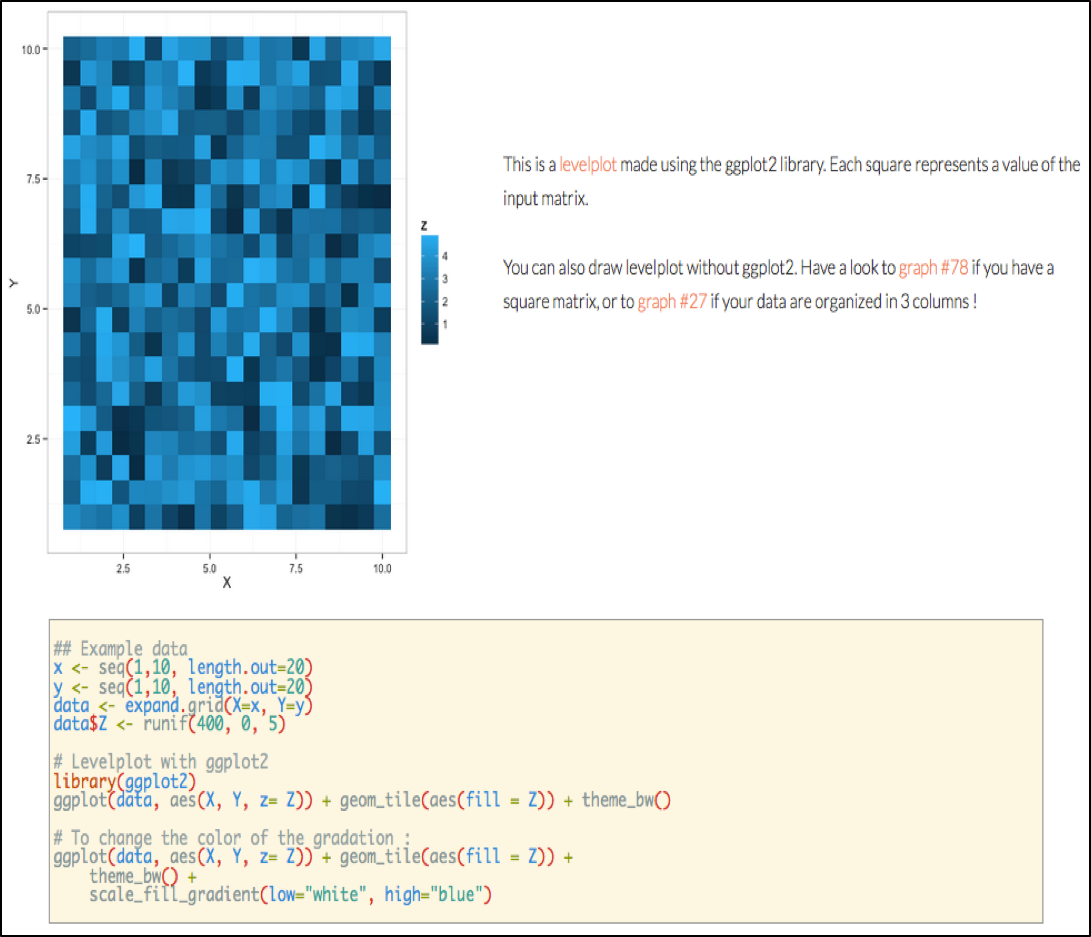 10.0
7.5
5.0
2.5
Y
2.5 5.0 7.5 10.0
X
z
4
3
2
1
This is a levelplot made using the ggplot2 library. Each square represents a value of the
input matrix.
You can also draw levelplot without ggplot2. Have a look to graph #78 if you have a
square matrix, or to graph #27 if your data are organized in 3 columns !
## Example data
x <- seq(1,10, length.out=20)
y <- seq(1,10, length.out=20)
data <- expand.grid(X=x, Y=y)
data$Z <- runif(400, 0, 5)
# Levelplot with ggplot2
library(ggplot2)
ggplot(data, aes(X, Y, z= Z)) + geom_tile(aes(fill = Z)) + theme_bw()
# To change the color of the gradation :
ggplot(data, aes(X, Y, z= Z)) + geom_tile(aes(fill = Z)) +
theme_bw() +
scale_fill_gradient(low="white", high="blue")